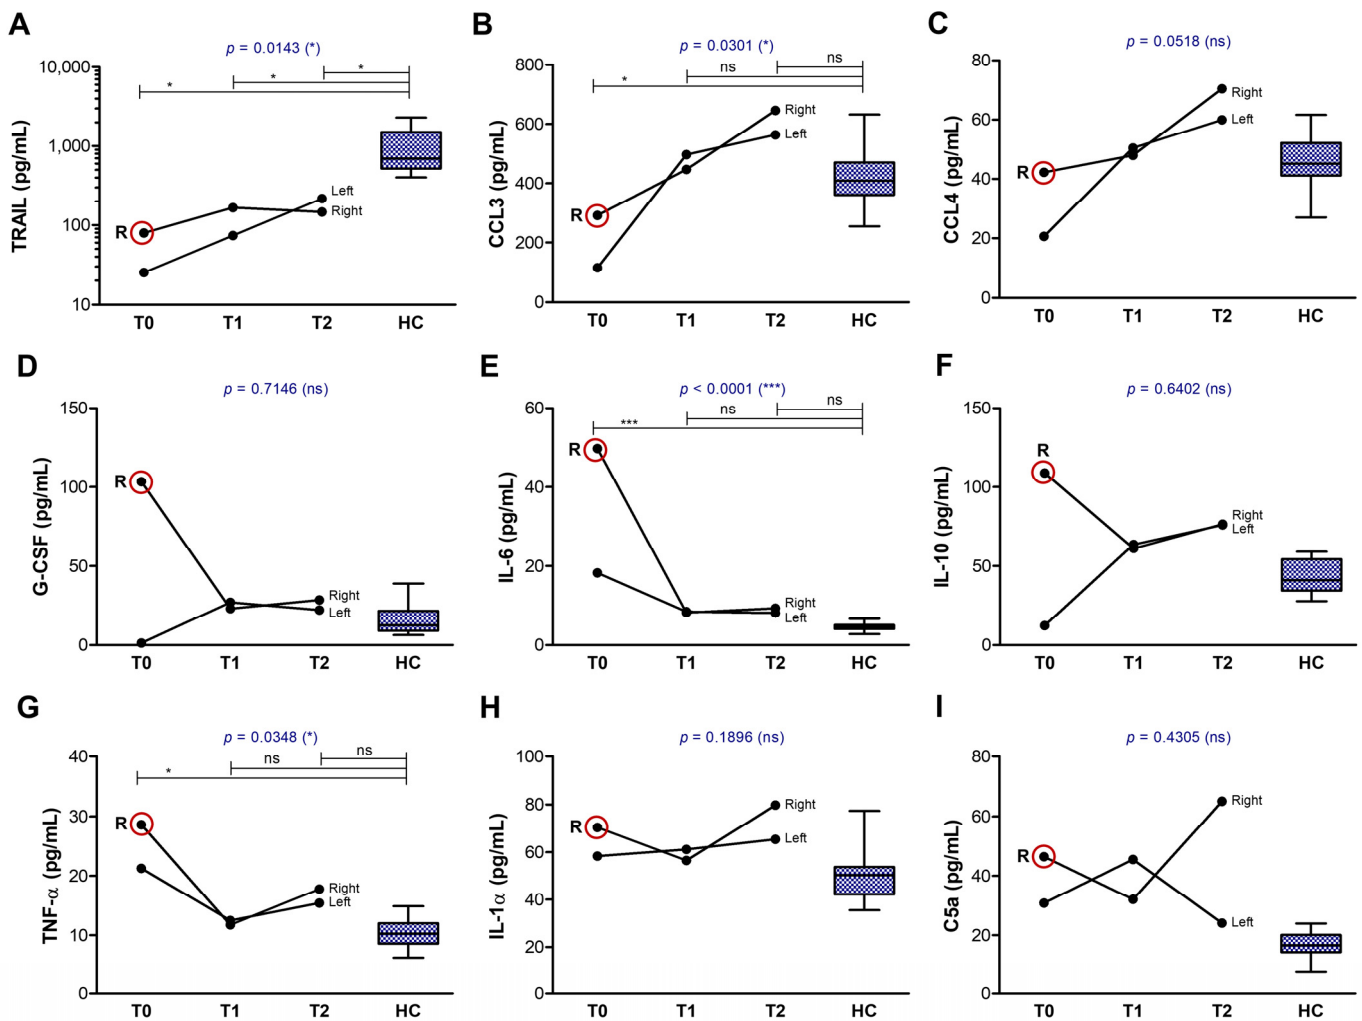 A
p = 0.0143 (*)
*
*
*
TRAIL (pg/mL)
10,000
1,000
100
10
R
Left
Right
T0 T1 T2 HC
B
p = 0.0301 (*)
ns
ns
*
CCL3 (pg/mL)
800
600
400
200
0
R
Right
Left
T0 T1 T2 HC
C
p = 0.0518 (ns)
CCL4 (pg/mL)
80
60
40
20
0
R
Right
Left
T0 T1 T2 HC
D
p = 0.7146 (ns)
G-CSF (pg/mL)
150
100
50
0
R
Right
Left
T0 T1 T2 HC
E
p < 0.0001 (***)
ns
ns
***
IL-6 (pg/mL)
60
40
20
0
R
Right
Left
T0 T1 T2 HC
F
p = 0.6402 (ns)
IL-10 (pg/mL)
150
100
50
0
R
Right
Left
T0 T1 T2 HC
G
p = 0.0348 (*)
ns
ns
*
TNF-α (pg/mL)
40
30
20
10
0
R
Right
Left
T0 T1 T2 HC
H
p = 0.1896 (ns)
IL-1α (pg/mL)
100
80
60
40
20
0
R
Right
Left
T0 T1 T2 HC
I
p = 0.4305 (ns)
C5a (pg/mL)
80
60
40
20
0
R
Right
Left
T0 T1 T2 HC